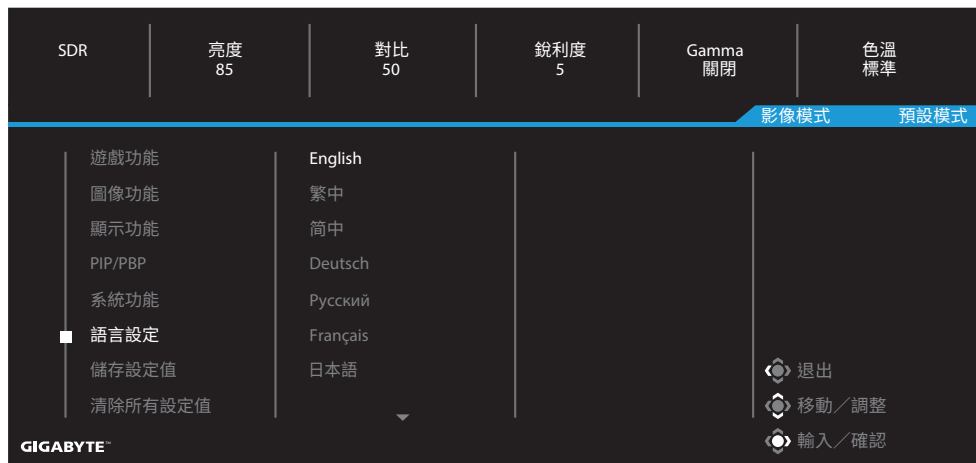 SDR
亮度
85
對比
50
銳利度
5
Gamma
關閉
色溫
標準
影像模式 預設模式
遊戲功能
圖像功能
顯示功能
PIP/PBP
系統功能
語言設定
儲存設定值
清除所有設定值
English
繁中
简中
Deutsch
Русский
Français
日本語
退出
移動／調整
輸入／確認
GIGABYTE™